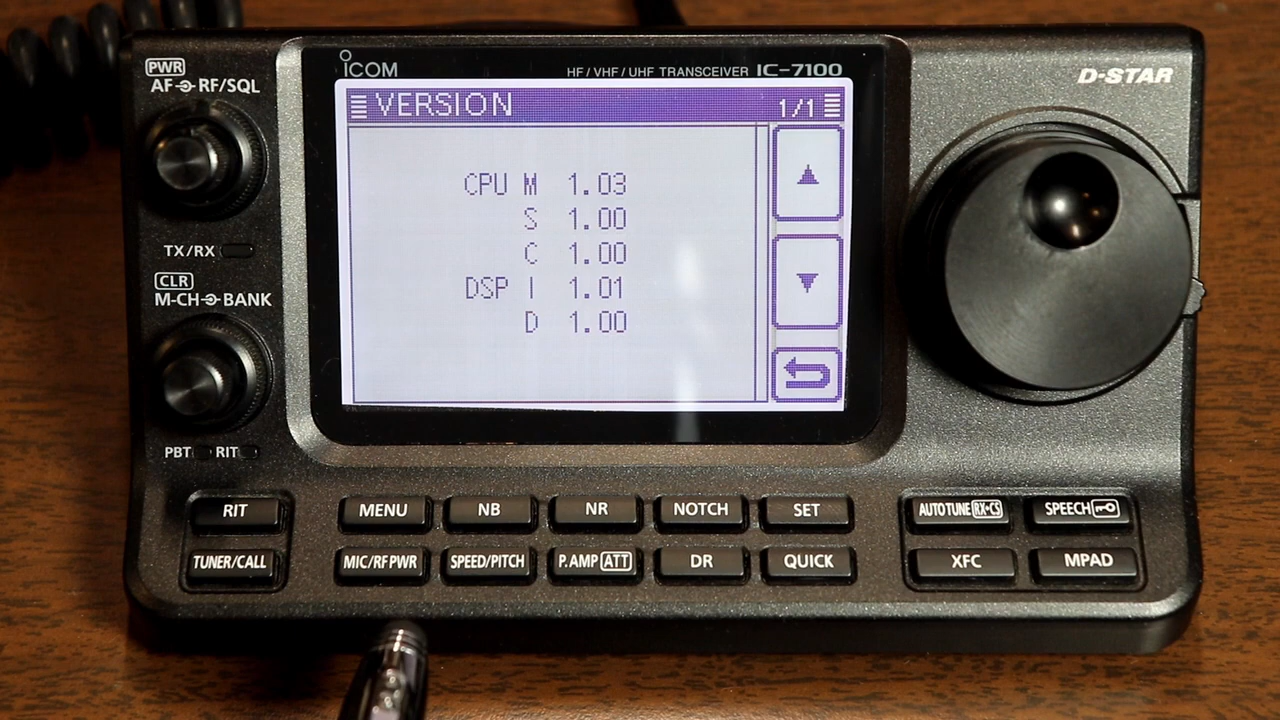 PWR
AF RF/SQL
ICOM
HF/VHF/UHF TRANSCEIVER IC-7100
D-STAR
VERSION 1/1
CPU M 1.03
S 1.00
C 1.00
DSP I 1.01
D 1.00
TX/RX
CLR
M-CH BANK
PBT RIT
RIT
MENU
NB
NR
NOTCH
SET
AUTOTUNE RX→CS
SPEECH
TUNER/CALL
MIC/RF PWR
SPEED/PITCH
P.AMP ATT
DR
QUICK
XFC
MPAD